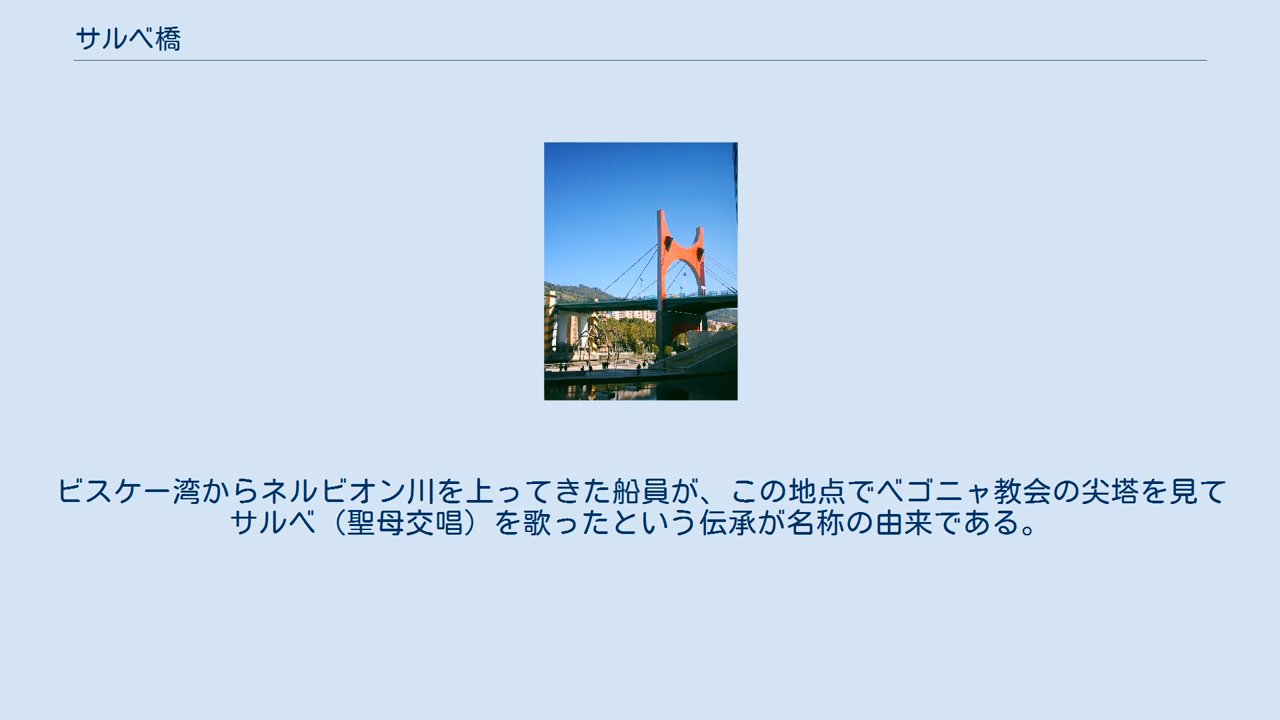 サルベ橋
ビスケー湾からネルビオン川を上ってきた船員が、この地点でベゴニャ教会の尖塔を見て
サルベ（聖母交唱）を歌ったという伝承が名称の由来である。